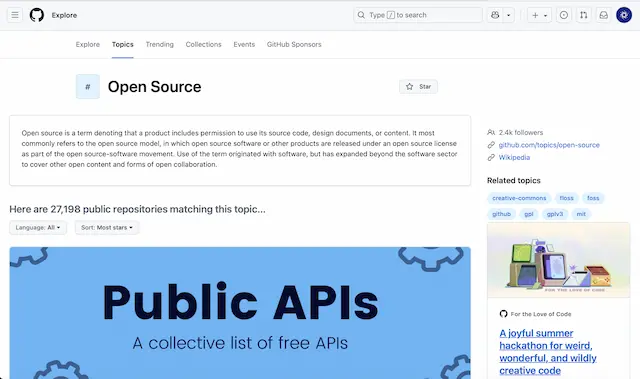 Explore
Type / to search
Explore Topics Trending Collections Events GitHub Sponsors
# Open Source
Star
Open source is a term denoting that a product includes permission to use its source code, design documents, or content. It most
commonly refers to the open source model, in which open source software or other products are released under an open source license
as part of the open source-software movement. Use of the term originated with software, but has expanded beyond the software sector
to cover other open content and forms of open collaboration.
Here are 27,198 public repositories matching this topic...
Language: All
Sort: Most stars
Public APIs
A collective list of free APIs
2.4k followers
github.com/topics/open-source
Wikipedia
Related topics
creative-commons floss foss
github gpl gplv3 mit
FOR THE LOVE OF CODE
For the Love of Code
A joyful summer
hackathon for weird,
wonderful, and wildly
creative code